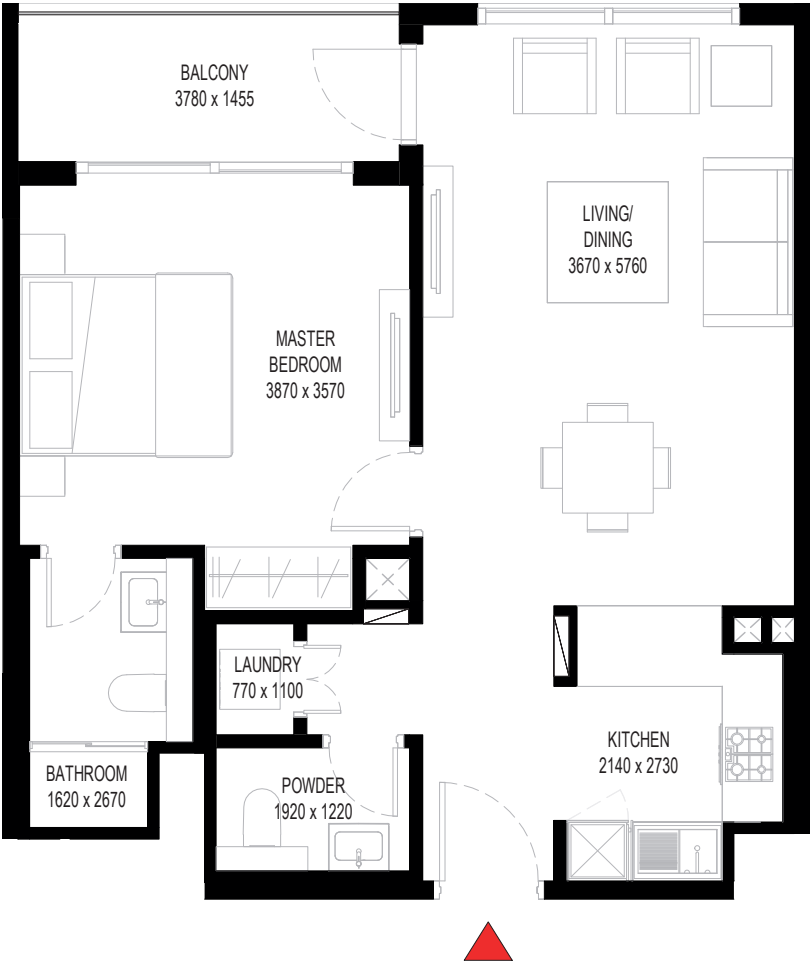 BALCONY
3780 x 1455
LIVING/
DINING
3670 x 5760
MASTER
BEDROOM
3870 x 3570
LAUNDRY
770 x 1100
KITCHEN
2140 x 2730
BATHROOM
1620 x 2670
POWDER
1920 x 1220